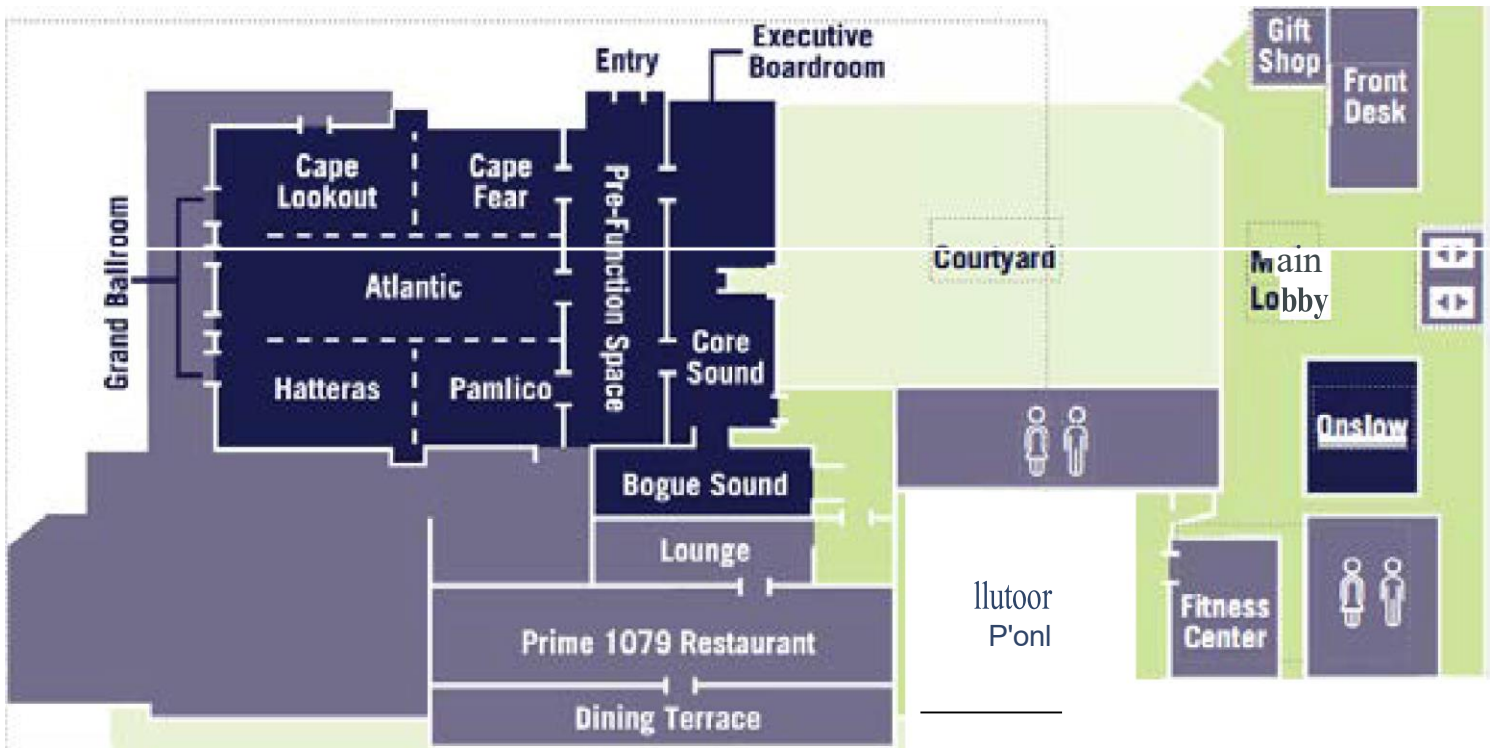 Executive
Boardroom
Entry
Gift
Shop
Front
Desk
Cape
Lookout
Cape
Fear
Pre-Function Space
Grand Ballroom
Courtyard
Main
Lobby
Atlantic
Core
Sound
Hatteras
Pamlico
Onslow
Bogue Sound
Lounge
llutoor
P'onl
Fitness
Center
Prime 1079 Restaurant
Dining Terrace